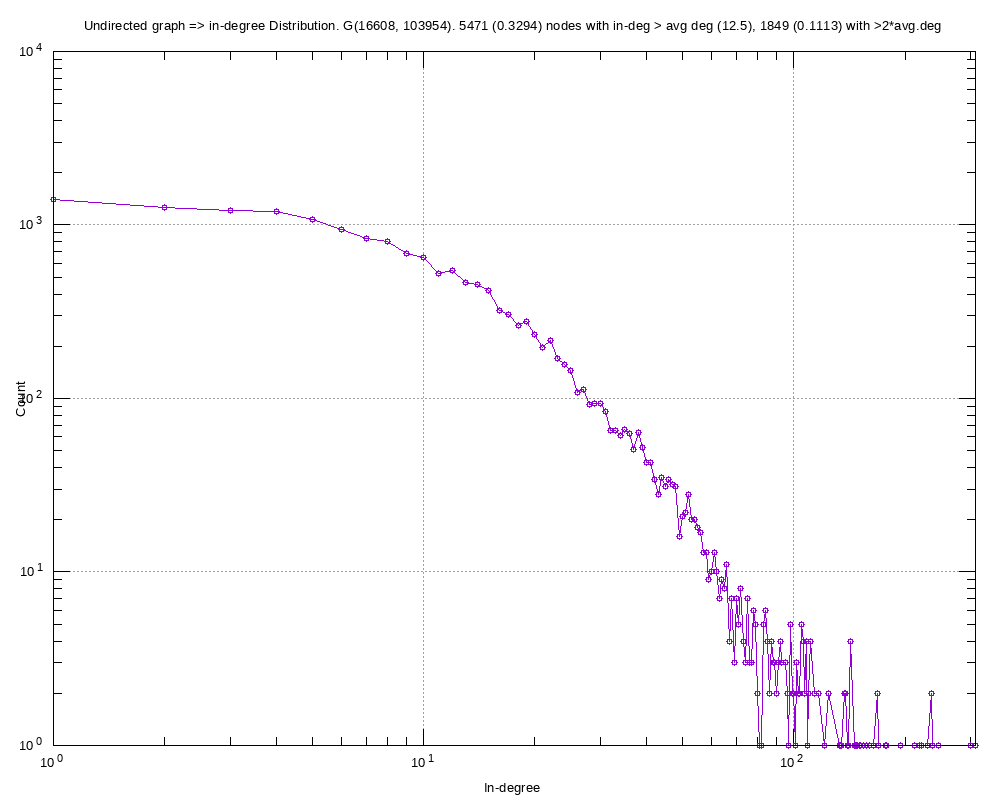 Undirected graph => in-degree Distribution. G(16608, 103954). 5471 (0.3294) nodes with in-deg > avg deg (12.5), 1849 (0.1113) with >2*avg.deg
10^4
10^3
10^2
10^1
10^0
Count
10^0 10^1 10^2
In-degree